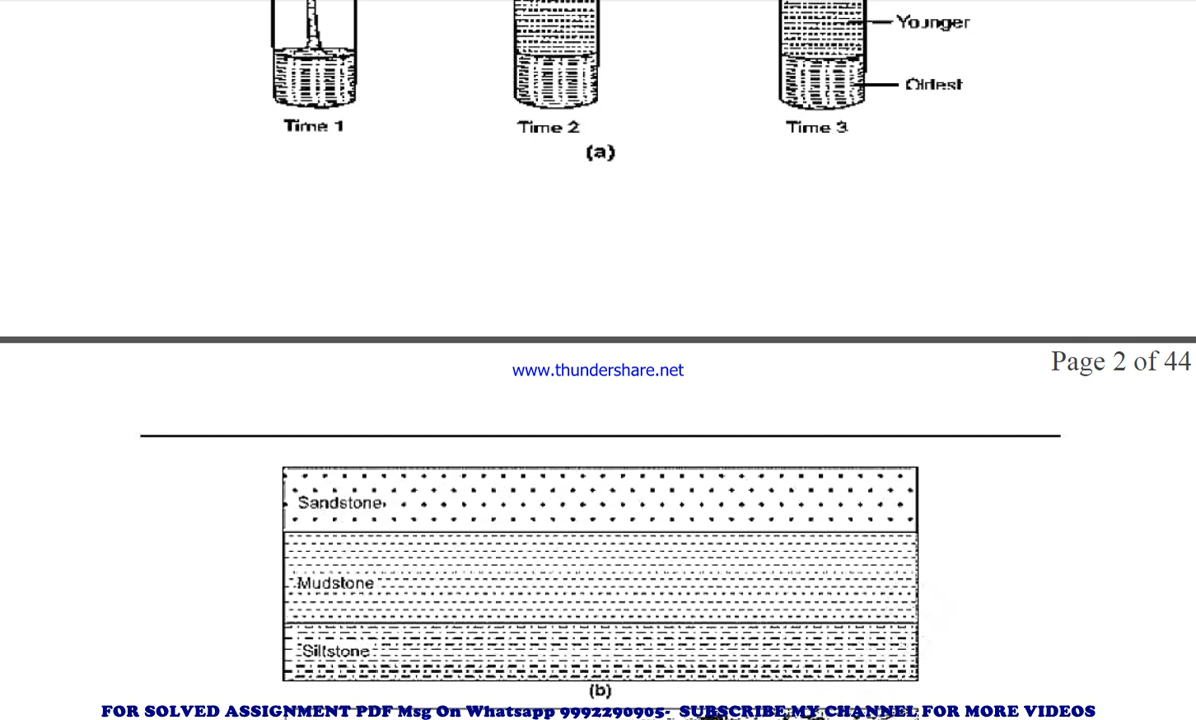 Younger
Oldest
Time 1
Time 2
Time 3
(a)
www.thundershare.net
Page 2 of 44
Sandstone
Mudstone
Siltstone
(b)
FOR SOLVED ASSIGNMENT PDF Msg On Whatsapp 9992290905- SUBSCRIBE MY CHANNEL FOR MORE VIDEOS